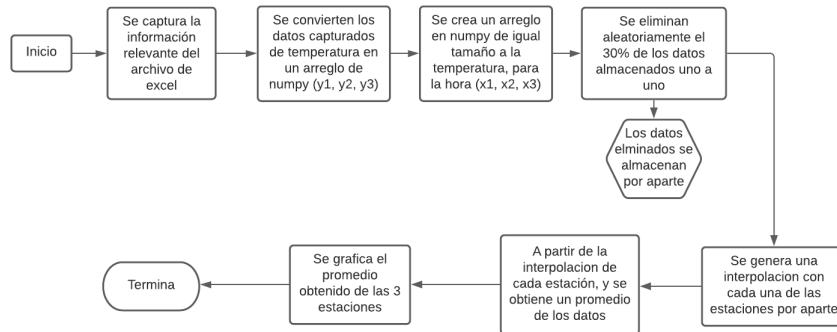 Inicio
Se captura la
información
relevante del
archivo de
excel
Se convierten los
datos capturados
de temperatura en
un arreglo de
numpy (y1, y2, y3)
Se crea un arreglo
en numpy de igual
tamaño a la
temperatura, para
la hora (x1, x2, x3)
Se eliminan
aleatoriamente el
30% de los datos
almacenados uno a
uno
Los datos
elminados se
almacenan
por aparte
Se genera una
interpolacion con
cada una de las
estaciones por aparte
A partir de la
interpolacion de
cada estación, y se
obtiene un promedio
de los datos
Se grafica el
promedio
obtenido de las 3
estaciones
Termina